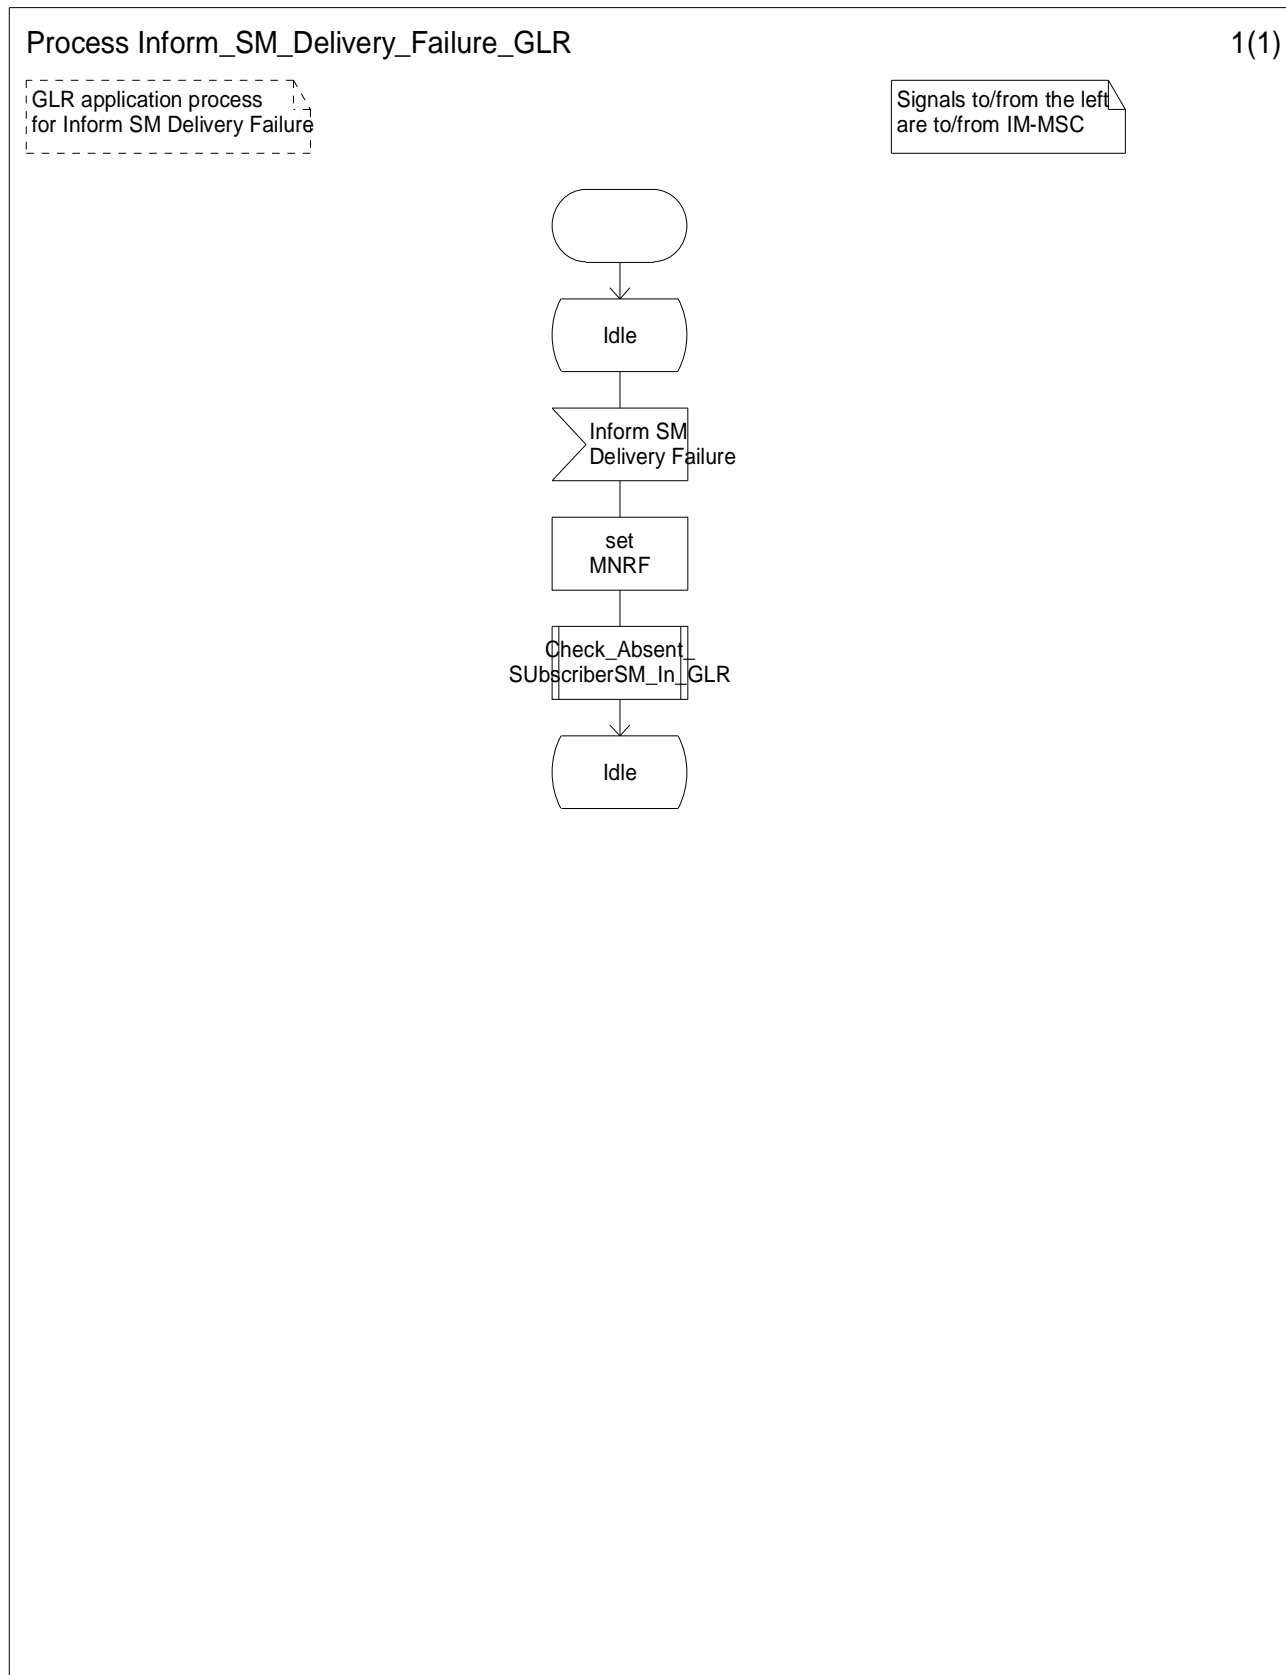 Process Inform_SM_Delivery_Failure_GLR
1(1)
GLR application process
for Inform SM Delivery Failure
Signals to/from the left
are to/from IM-MSC
Idle
Inform SM
Delivery Failure
set
MNRF
Check_Absent_
SUbscriberSM_In_GLR
Idle